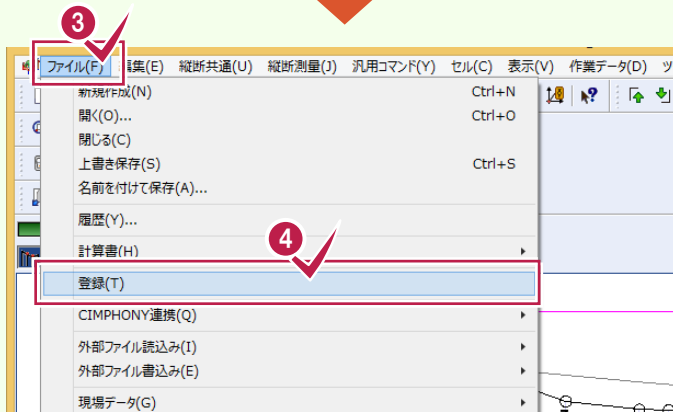 3
ファイル(F) 編集(E) 縦断共通(U) 縦断測量(J) 汎用コマンド(Y) セル(C) 表示(V) 作業データ(D) ツ
新規作成(N) Ctrl+N
開く(O)... Ctrl+O
閉じる(C)
上書き保存(S) Ctrl+S
名前を付けて保存(A)...
履歴(Y)...
4
計算書(H)
登録(T)
CIMPHONY連携(Q)
外部ファイル読込み(I)
外部ファイル書込み(E)
現場データ(G)